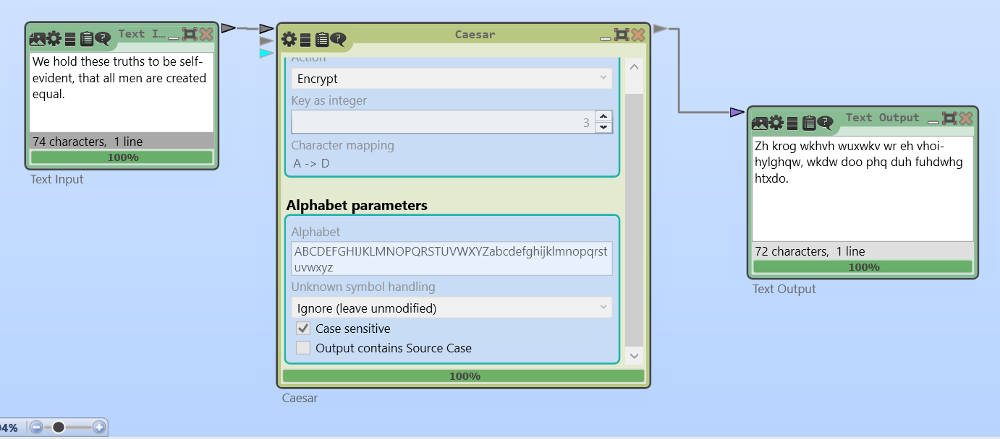 Text I...
We hold these truths to be self-
evident, that all men are created
equal.
74 characters,  1 line
100%
Text Input
Caesar
Action
Encrypt
Key as integer
3
Character mapping
A -> D
Alphabet parameters
Alphabet
ABCDEFGHIJKLMNOPQRSTUVWXYZabcdefghijklmnopqrst
uvwxyz
Unknown symbol handling
Ignore (leave unmodified)
Case sensitive
Output contains Source Case
100%
Caesar
Text Output
Zh krog wkhvh wuxwkv wr eh vhoi-
hylghqw, wkdw doo phq duh fuhdwhg
htxdo.
72 characters,  1 line
100%
Text Output
94%